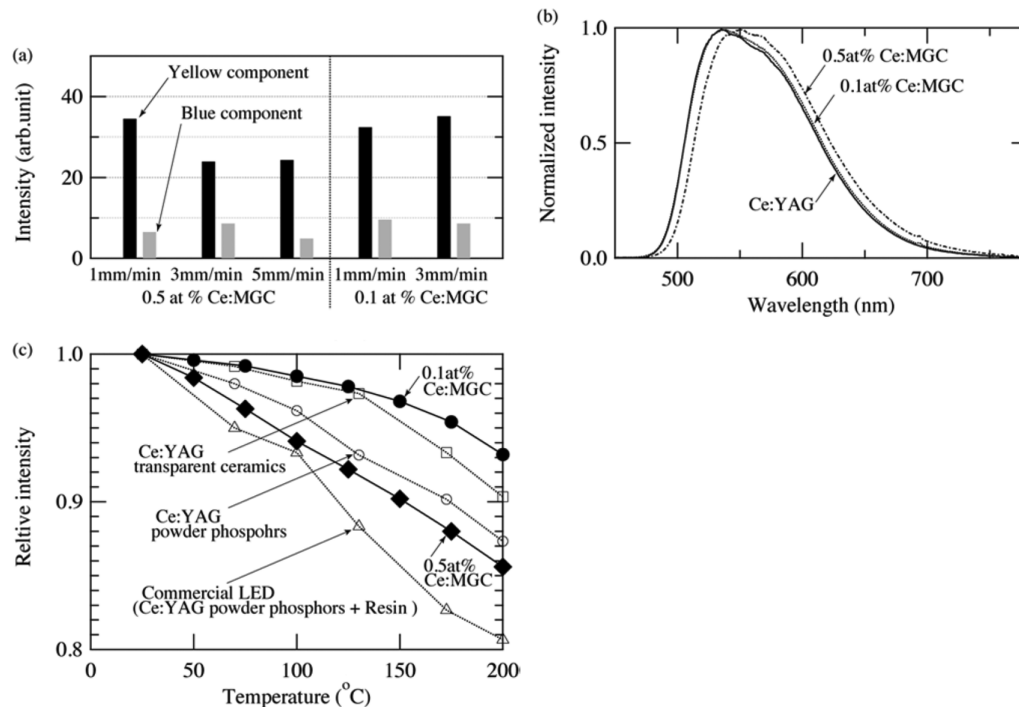 (a)
Intensity (arb.unit)
40
20
0
Yellow component
Blue component
1mm/min 3mm/min 5mm/min 1mm/min 3mm/min
0.5 at % Ce:MGC 0.1 at % Ce:MGC
(b)
Normalized intensity
1.0
0.5
0.0
0.5at% Ce:MGC
0.1at% Ce:MGC
Ce:YAG
500 600 700
Wavelength (nm)
(c)
Reltive intensity
1.0
0.9
0.8
0.1at%
Ce:MGC
Ce:YAG
transparent ceramics
Ce:YAG
powder phospohrs
0.5at%
Ce:MGC
Commercial LED
(Ce:YAG powder phosphors + Resin )
0 50 100 150 200
Temperature (°C)